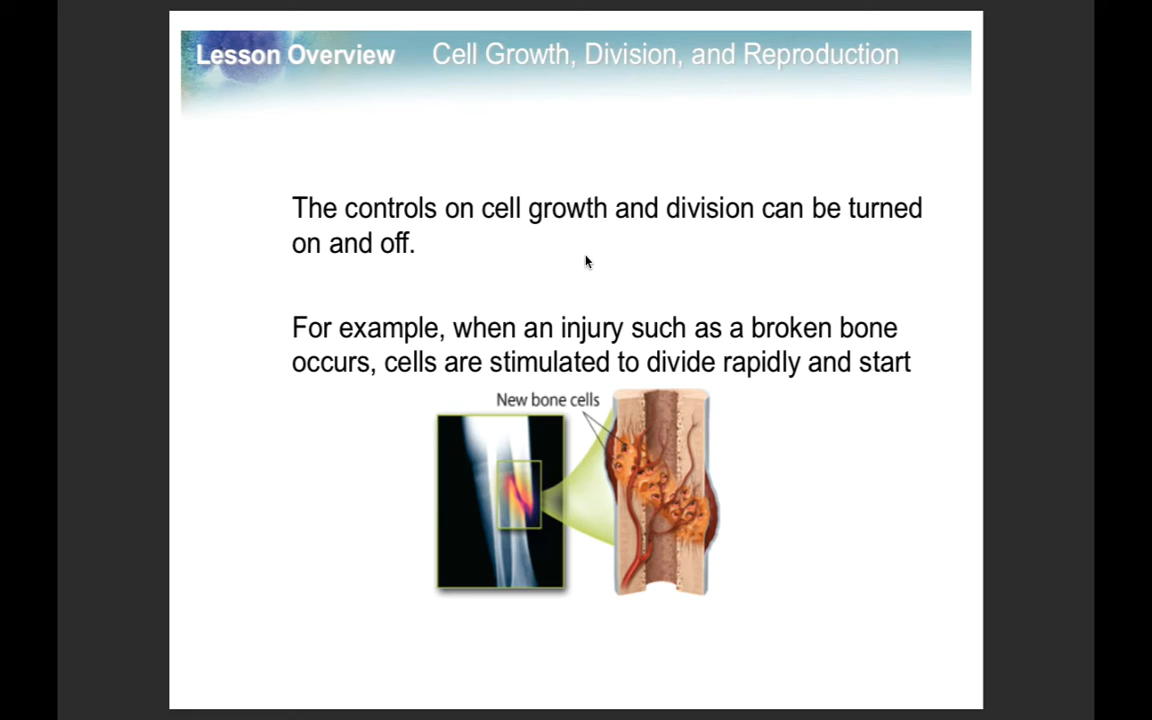 Lesson Overview Cell Growth, Division, and Reproduction
The controls on cell growth and division can be turned
on and off.
For example, when an injury such as a broken bone
occurs, cells are stimulated to divide rapidly and start
New bone cells